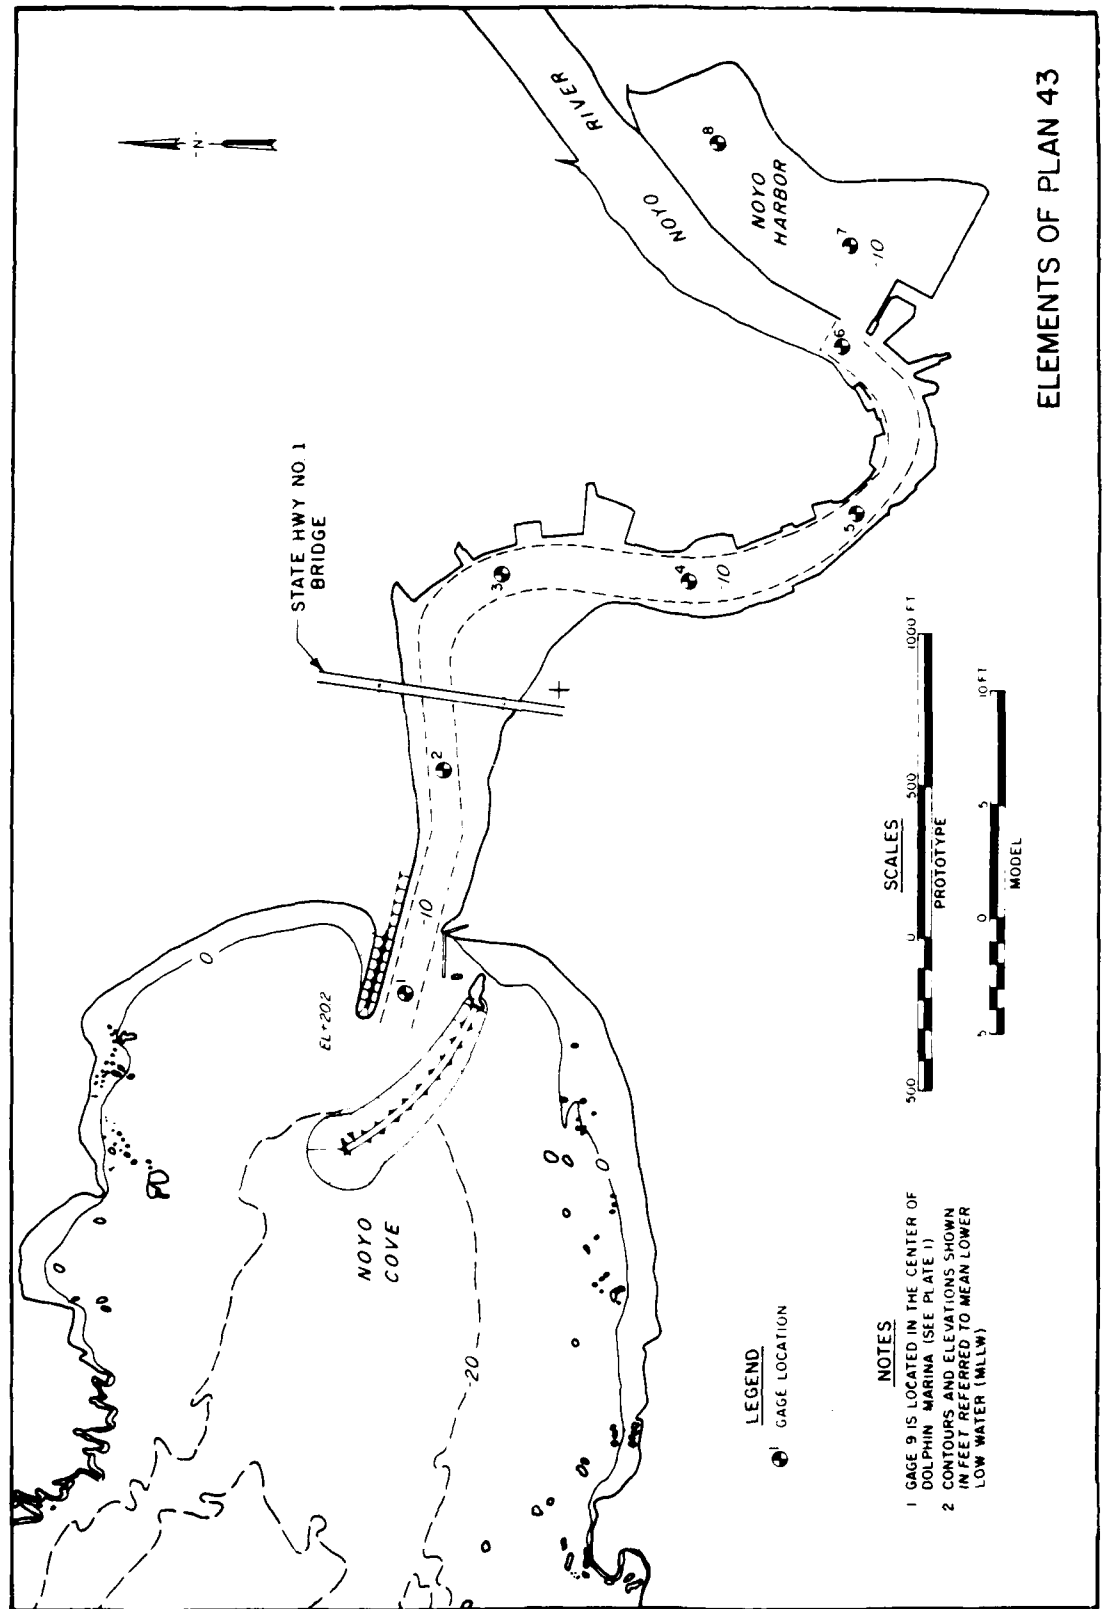 ELEMENTS OF PLAN 43
-N-
STATE HWY NO. 1
BRIDGE
NOYO RIVER
NOYO
HARBOR
NOYO
COVE
EL+20.2
0
0
-20
-10
-10
-10
1
2
3
4
5
6
7
8
LEGEND
1 GAGE LOCATION
SCALES
500 0 500 1000 FT
PROTOTYPE
5 0 5 10 FT
MODEL
NOTES
1 GAGE 9 IS LOCATED IN THE CENTER OF
DOLPHIN MARINA (SEE PLATE 1)
2 CONTOURS AND ELEVATIONS SHOWN
IN FEET REFERRED TO MEAN LOWER
LOW WATER (MLLW)